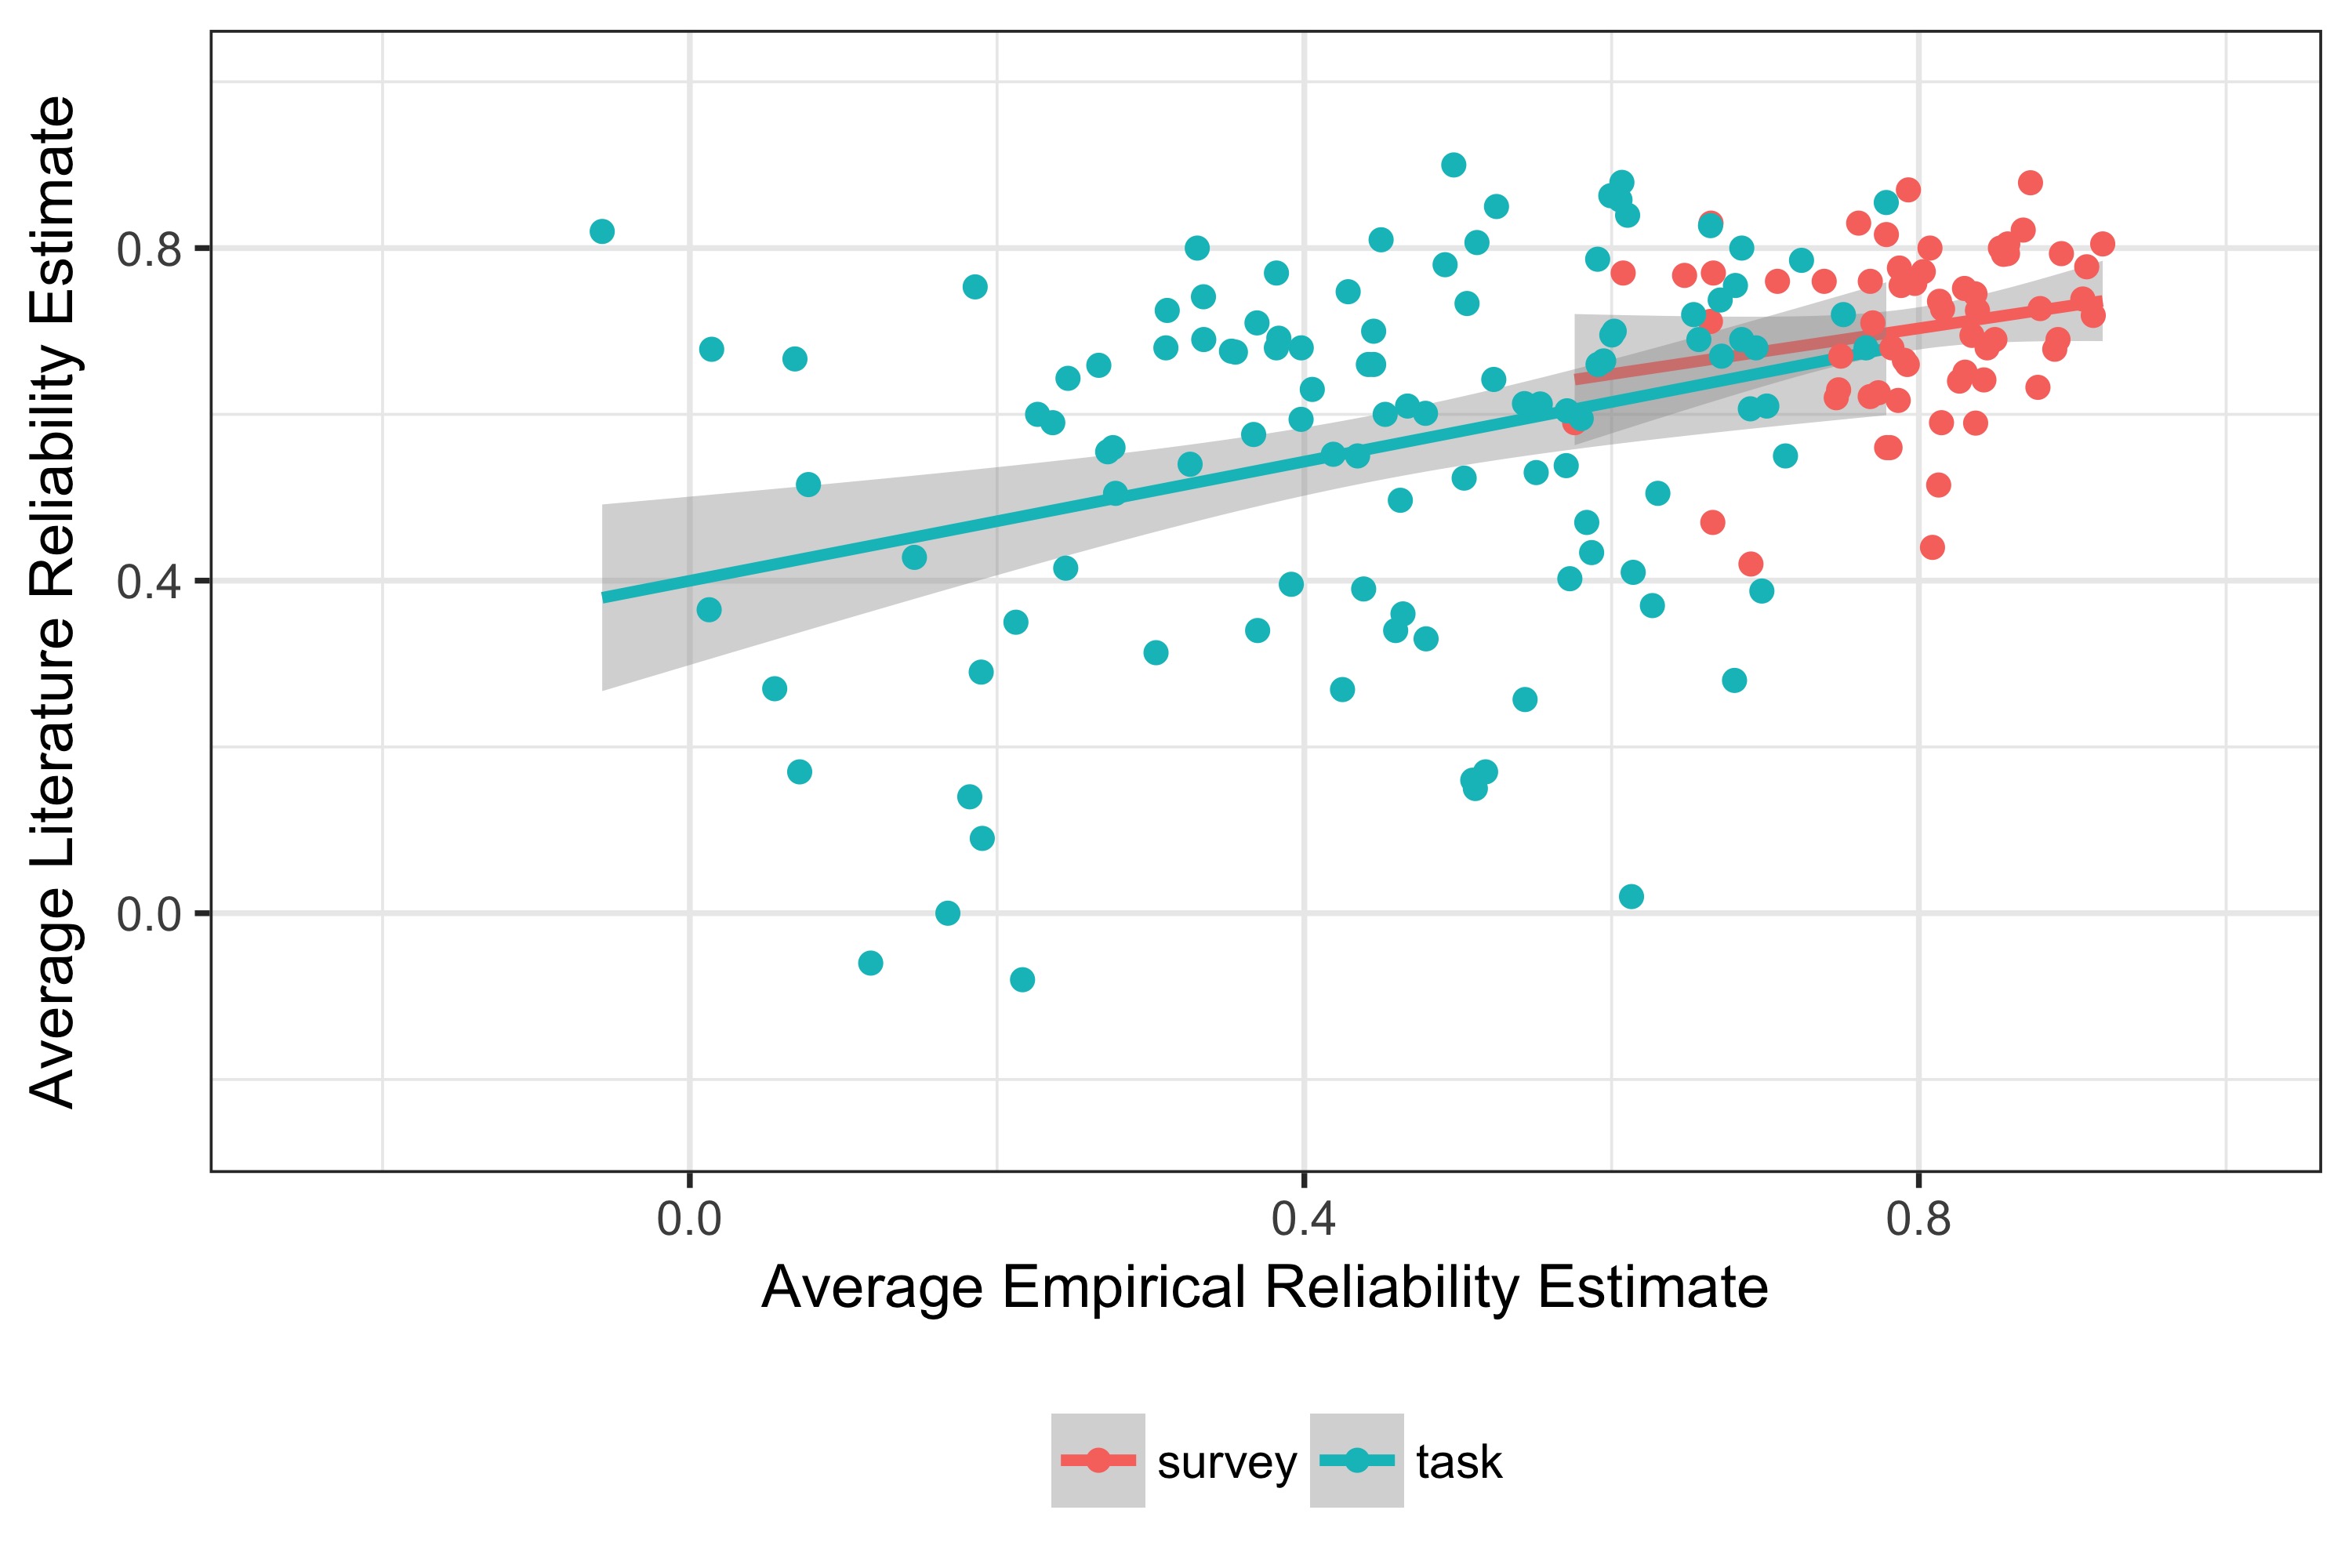 Average Literature Reliability Estimate
0.8
0.4
0.0
0.0 0.4 0.8
Average Empirical Reliability Estimate
survey task